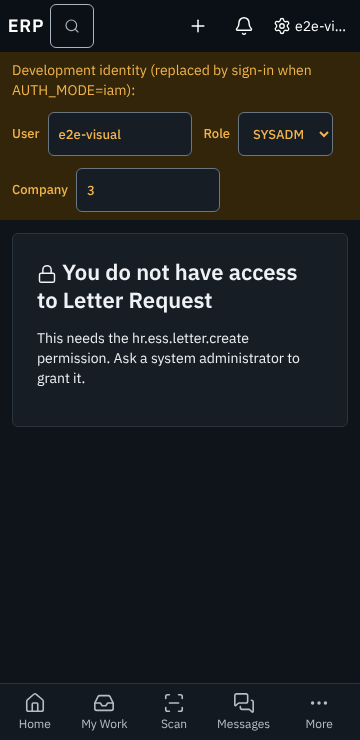 ERP
e2e-vi...
Development identity (replaced by sign-in when
AUTH_MODE=iam):
User e2e-visual Role SYSADM
Company 3
You do not have access
to Letter Request
This needs the hr.ess.letter.create
permission. Ask a system administrator to
grant it.
Home My Work Scan Messages More